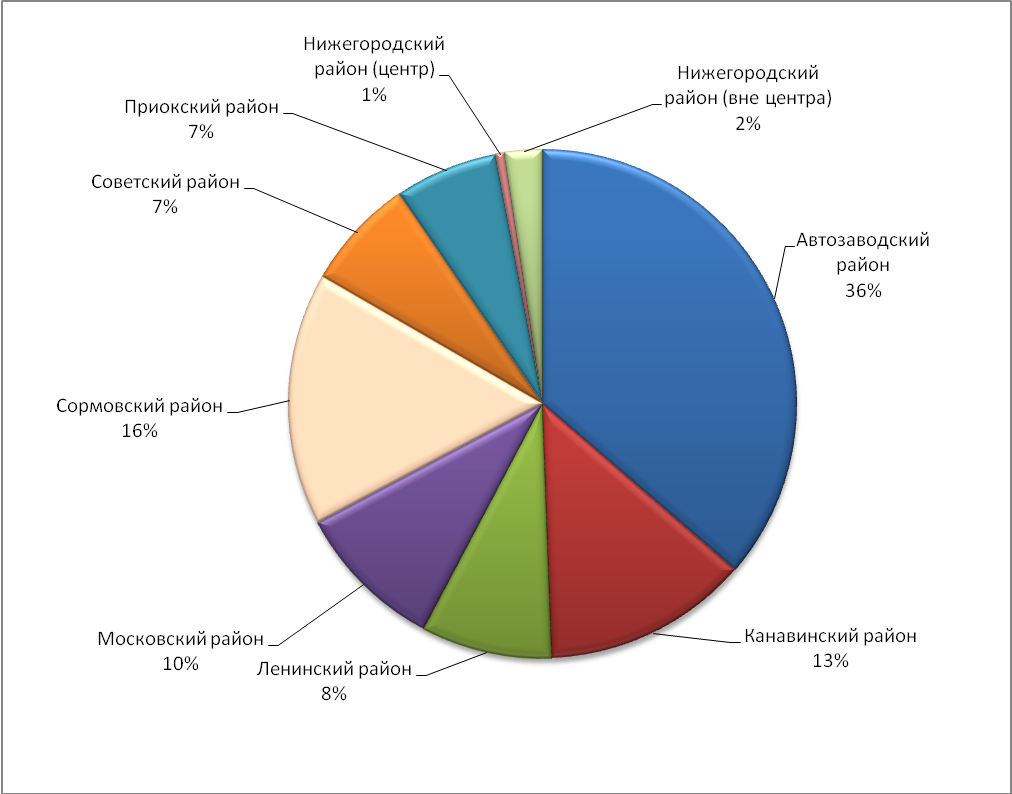 Нижегородский
район (центр)
1%
Нижегородский
район (вне центра)
2%
Приокский район
7%
Советский район
7%
Автозаводский
район
36%
Сормовский район
16%
Московский район
10%
Ленинский район
8%
Канавинский район
13%